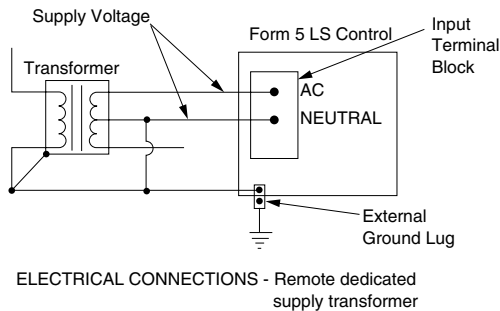 Supply Voltage
Form 5 LS Control
Input
Terminal
Block
Transformer
AC
NEUTRAL
External
Ground Lug
ELECTRICAL CONNECTIONS - Remote dedicated
supply transformer